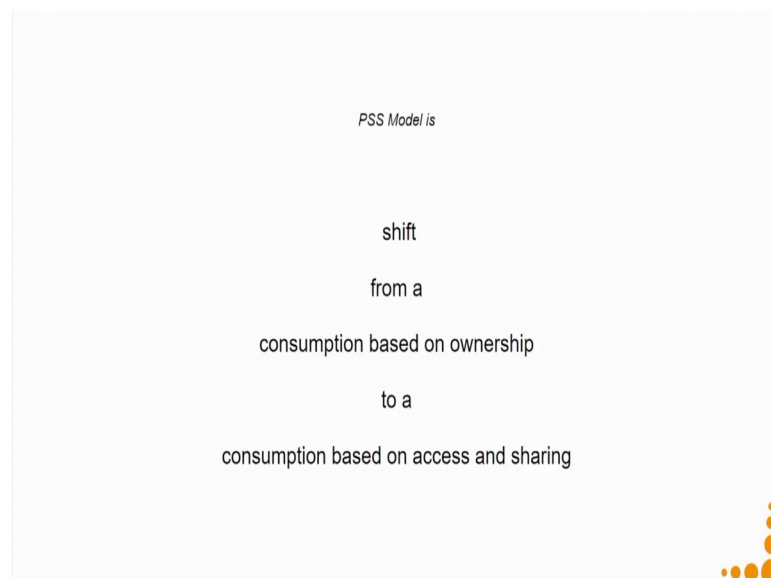 PSS Model is
shift
from a
consumption based on ownership
to a
consumption based on access and sharing